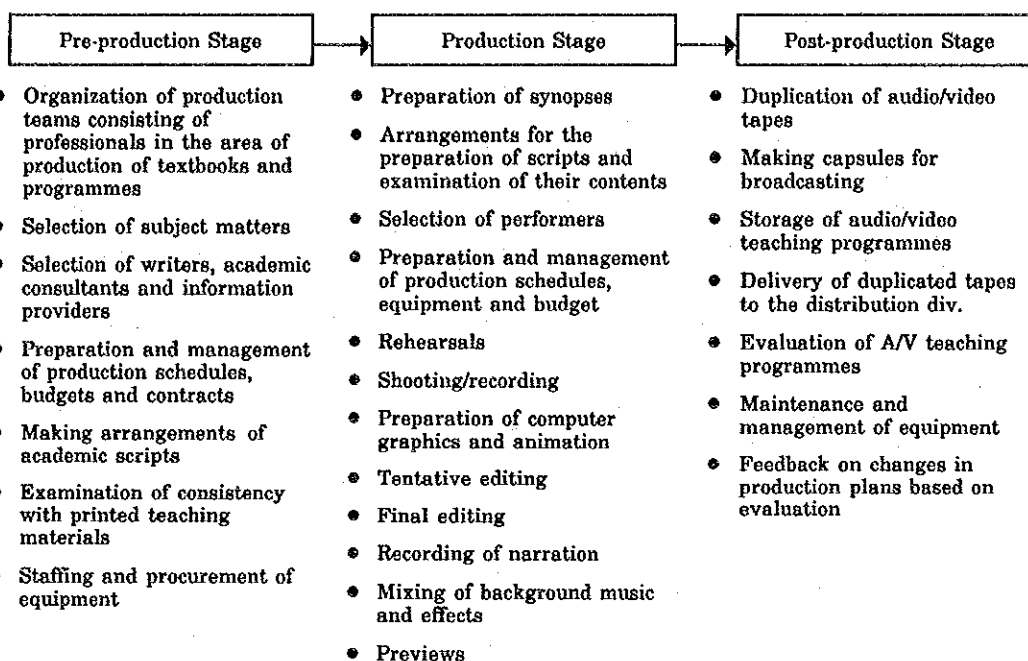 Pre-production Stage
Production Stage
Post-production Stage
Organization of production
teams consisting of
professionals in the area of
production of textbooks and
programmes
Selection of subject matters
Selection of writers, academic
consultants and information
providers
Preparation and management
of production schedules,
budgets and contracts
Making arrangements of
academic scripts
Examination of consistency
with printed teaching
materials
Staffing and procurement of
equipment
• Preparation of synopses
• Arrangements for the
preparation of scripts and
examination of their contents
• Selection of performers
• Preparation and management
of production schedules,
equipment and budget
• Rehearsals
• Shooting/recording
• Preparation of computer
graphics and animation
• Tentative editing
• Final editing
• Recording of narration
• Mixing of background music
and effects
• Previews
• Duplication of audio/video
tapes
• Making capsules for
broadcasting
• Storage of audio/video
teaching programmes
• Delivery of duplicated tapes
to the distribution div.
• Evaluation of A/V teaching
programmes
• Maintenance and
management of equipment
• Feedback on changes in
production plans based on
evaluation